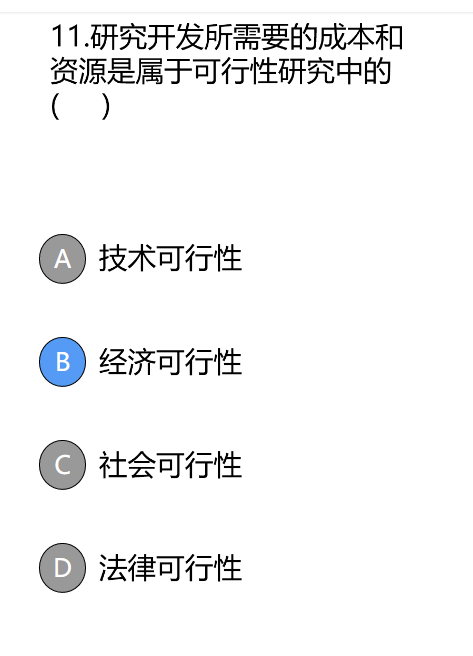 11.研究开发所需要的成本和
资源是属于可行性研究中的
( )
A 技术可行性
B 经济可行性
C 社会可行性
D 法律可行性